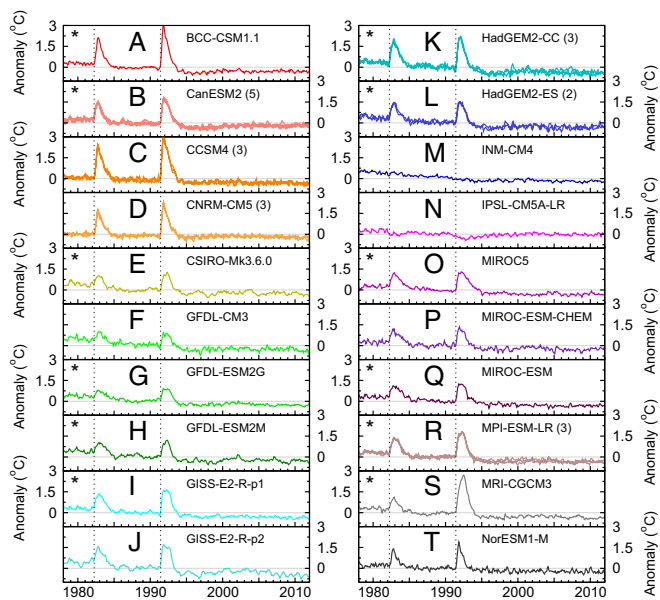 Anomaly (°C)
3
1.5
0
*
A
BCC-CSM1.1
3
1.5
0
Anomaly (°C)
*
B
CanESM2 (5)
Anomaly (°C)
3
1.5
0
C
CCSM4 (3)
3
1.5
0
Anomaly (°C)
D
CNRM-CM5 (3)
Anomaly (°C)
3
1.5
0
*
E
CSIRO-Mk3.6.0
3
1.5
0
Anomaly (°C)
F
GFDL-CM3
Anomaly (°C)
3
1.5
0
*
G
GFDL-ESM2G
3
1.5
0
Anomaly (°C)
*
H
GFDL-ESM2M
Anomaly (°C)
3
1.5
0
*
I
GISS-E2-R-p1
3
1.5
0
Anomaly (°C)
J
GISS-E2-R-p2
1980 1990 2000 2010
Anomaly (°C)
3
1.5
0
*
K
HadGEM2-CC (3)
3
1.5
0
Anomaly (°C)
*
L
HadGEM2-ES (2)
Anomaly (°C)
3
1.5
0
M
INM-CM4
3
1.5
0
Anomaly (°C)
N
IPSL-CM5A-LR
Anomaly (°C)
3
1.5
0
*
O
MIROC5
3
1.5
0
Anomaly (°C)
*
P
MIROC-ESM-CHEM
Anomaly (°C)
3
1.5
0
*
Q
MIROC-ESM
3
1.5
0
Anomaly (°C)
*
R
MPI-ESM-LR (3)
Anomaly (°C)
3
1.5
0
*
S
MRI-CGCM3
3
1.5
0
Anomaly (°C)
T
NorESM1-M
1980 1990 2000 2010